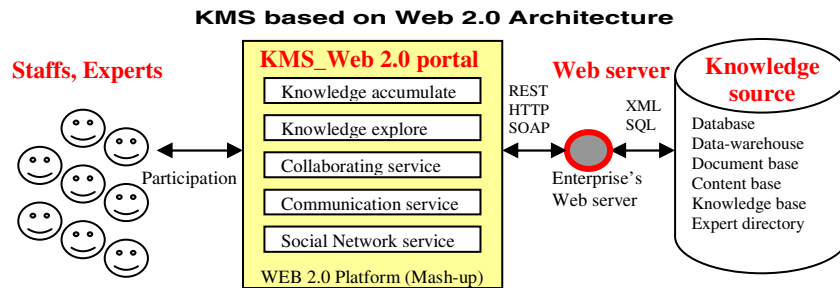 KMS based on Web 2.0 Architecture
Staffs, Experts
Participation
KMS_Web 2.0 portal
Knowledge accumulate
Knowledge explore
Collaborating service
Communication service
Social Network service
WEB 2.0 Platform (Mash-up)
REST
HTTP
SOAP
Web server
Enterprise's
Web server
XML
SQL
Knowledge
source
Database
Data-warehouse
Document base
Content base
Knowledge base
Expert directory